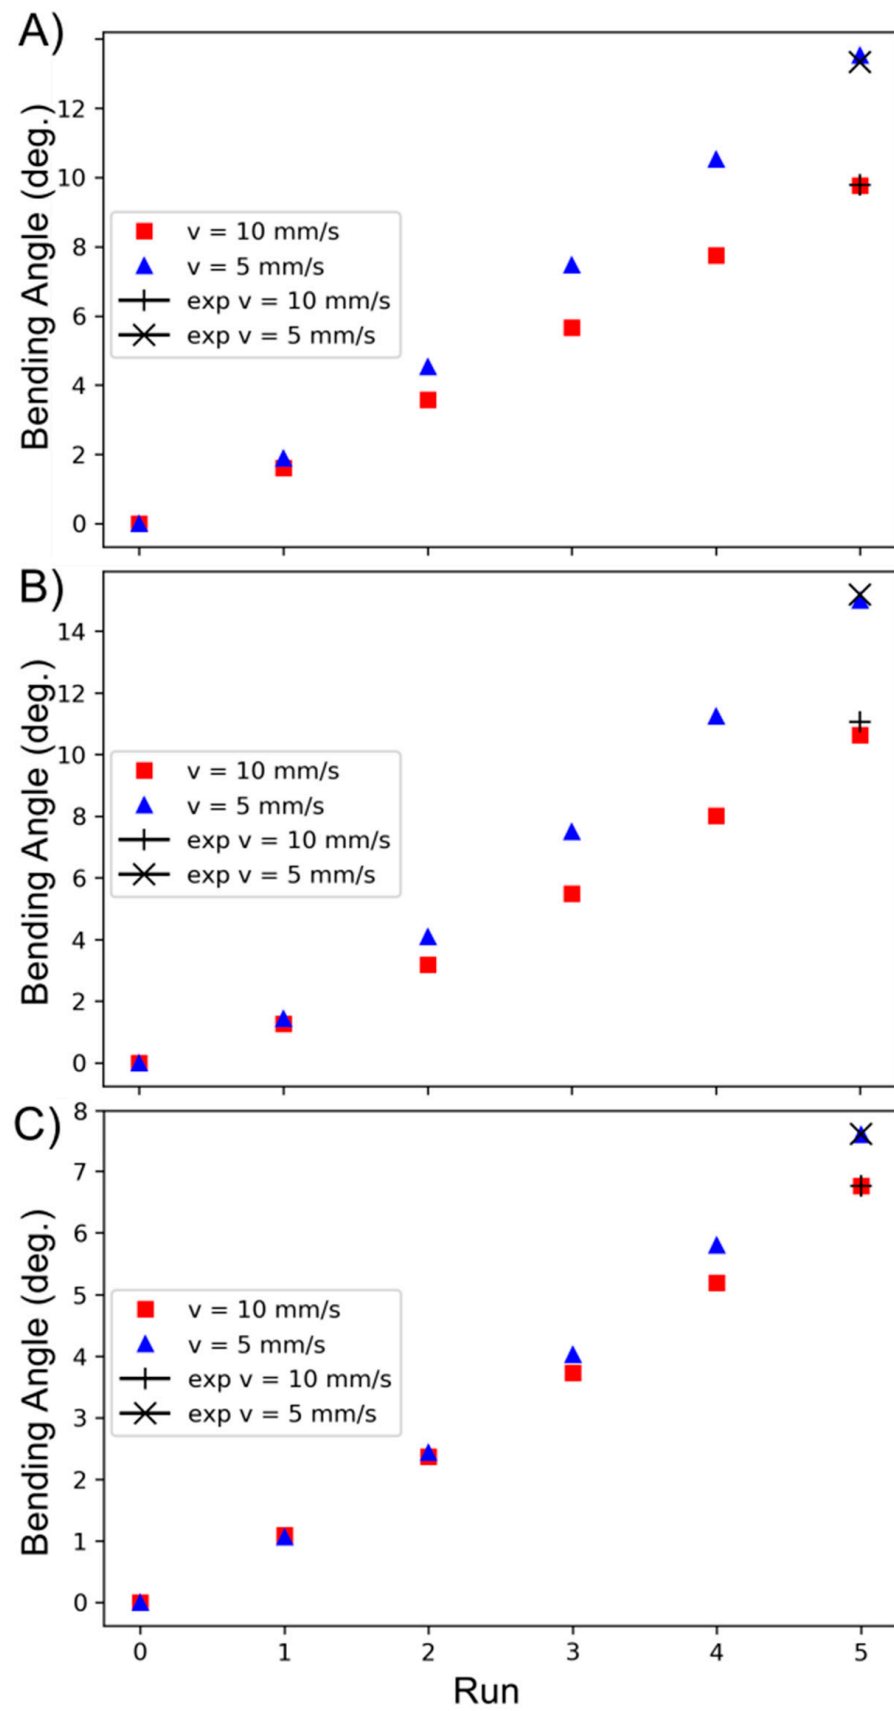 A)
Bending Angle (deg.)
12
10
8
6
4
2
0
v = 10 mm/s
v = 5 mm/s
exp v = 10 mm/s
exp v = 5 mm/s
B)
Bending Angle (deg.)
14
12
10
8
6
4
2
0
v = 10 mm/s
v = 5 mm/s
exp v = 10 mm/s
exp v = 5 mm/s
C)
Bending Angle (deg.)
8
7
6
5
4
3
2
1
0
v = 10 mm/s
v = 5 mm/s
exp v = 10 mm/s
exp v = 5 mm/s
0 1 2 3 4 5
Run